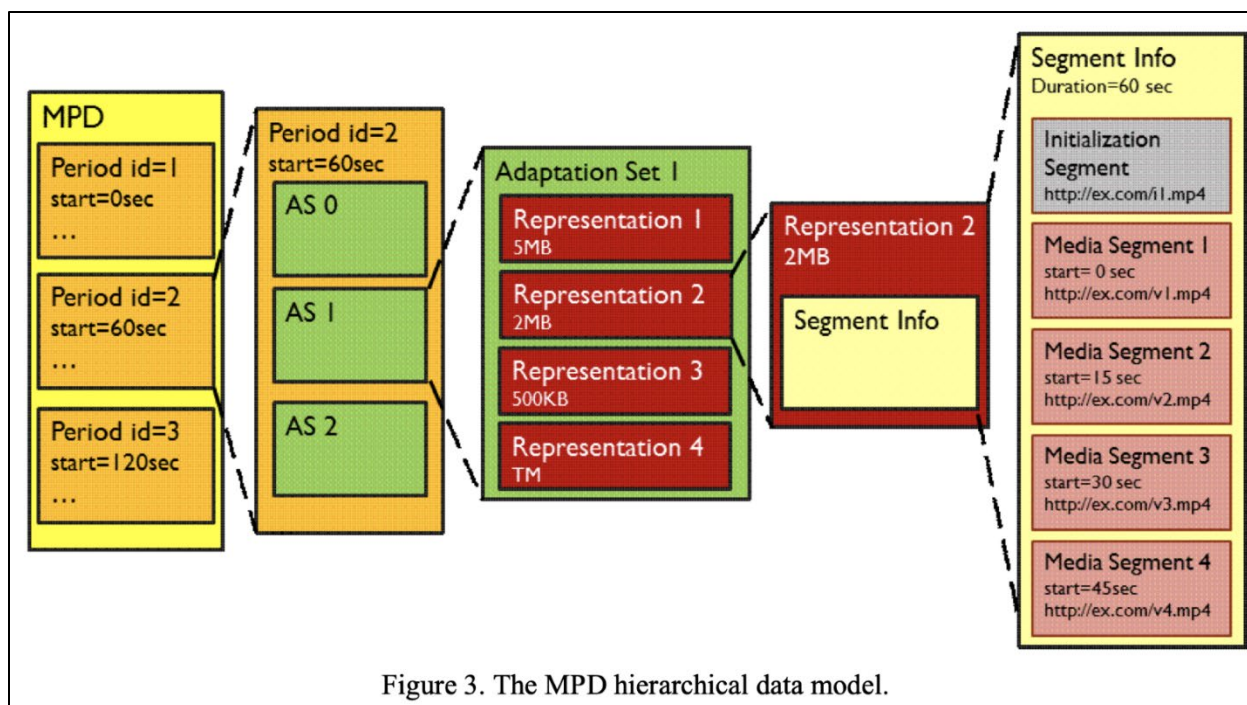 MPD
Period id=1
start=0sec
...
Period id=2
start=60sec
...
Period id=3
start=120sec
...
Period id=2
start=60sec
AS 0
AS 1
AS 2
Adaptation Set 1
Representation 1
5MB
Representation 2
2MB
Representation 3
500KB
Representation 4
TM
Representation 2
2MB
Segment Info
Segment Info
Duration=60 sec
Initialization
Segment
http://ex.com/i1.mp4
Media Segment 1
start= 0 sec
http://ex.com/v1.mp4
Media Segment 2
start=15 sec
http://ex.com/v2.mp4
Media Segment 3
start=30 sec
http://ex.com/v3.mp4
Media Segment 4
start=45sec
http://ex.com/v4.mp4
Figure 3. The MPD hierarchical data model.